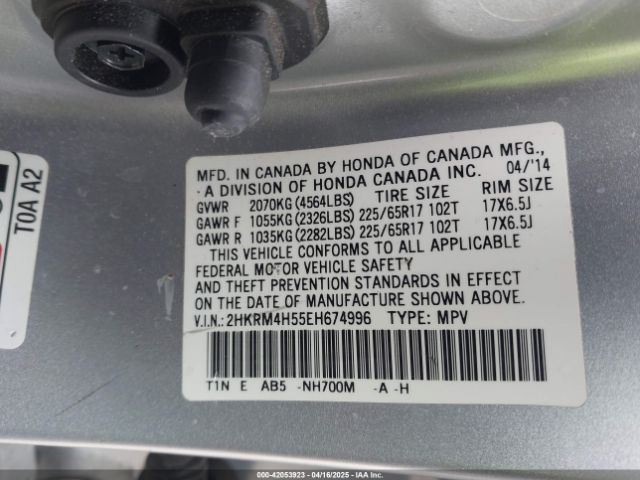 MFD. IN CANADA BY HONDA OF CANADA MFG.,
A DIVISION OF HONDA CANADA INC. 04/'14
GVWR 2070KG(4564LBS) TIRE SIZE RIM SIZE
GAWR F 1055KG(2326LBS) 225/65R17 102T 17X6.5J
GAWR R 1035KG(2282LBS) 225/65R17 102T 17X6.5J
THIS VEHICLE CONFORMS TO ALL APPLICABLE
FEDERAL MOTOR VEHICLE SAFETY
AND THEFT PREVENTION STANDARDS IN EFFECT
ON THE DATE OF MANUFACTURE SHOWN ABOVE.
V.I.N.: 2HKRM4H55EH674996 TYPE: MPV
T1N E AB5 -NH700M -A -H
T0A A2
000-42053923 - 04/16/2025 - IAA Inc.